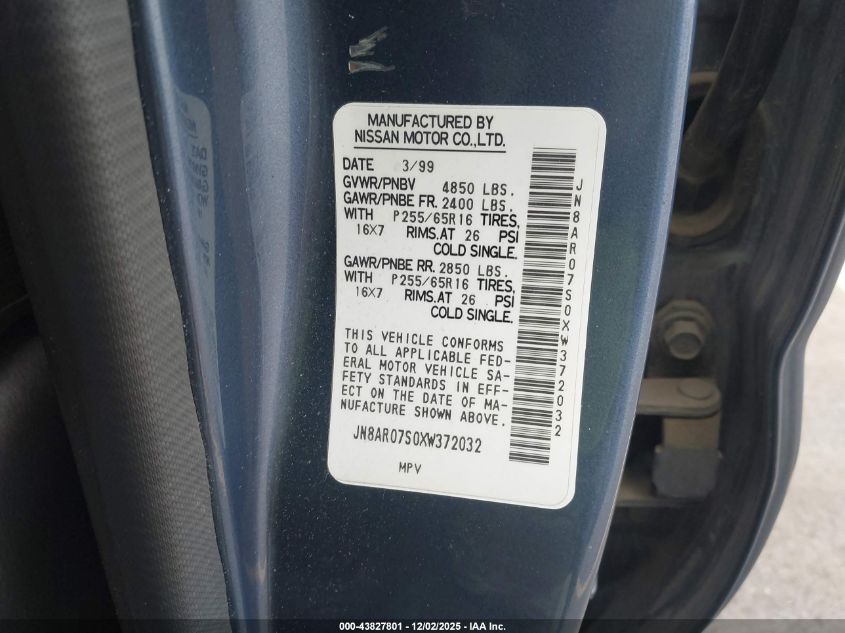 MANUFACTURED BY
NISSAN MOTOR CO.,LTD.
DATE 3/99
GVWR/PNBV 4850 LBS.
GAWR/PNBE FR. 2400 LBS.
WITH P255/65R16 TIRES,
16X7 RIMS.AT 26 PSI
COLD SINGLE.
GAWR/PNBE RR. 2850 LBS.
WITH P255/65R16 TIRES,
16X7 RIMS.AT 26 PSI
COLD SINGLE.
THIS VEHICLE CONFORMS
TO ALL APPLICABLE FED-
ERAL MOTOR VEHICLE SA-
FETY STANDARDS IN EFF-
ECT ON THE DATE OF MA-
NUFACTURE SHOWN ABOVE.
JN8AR07S0XW372032
MPV
JN8AR07S0XW372032
000-43827801 - 12/02/2025 - IAA Inc.